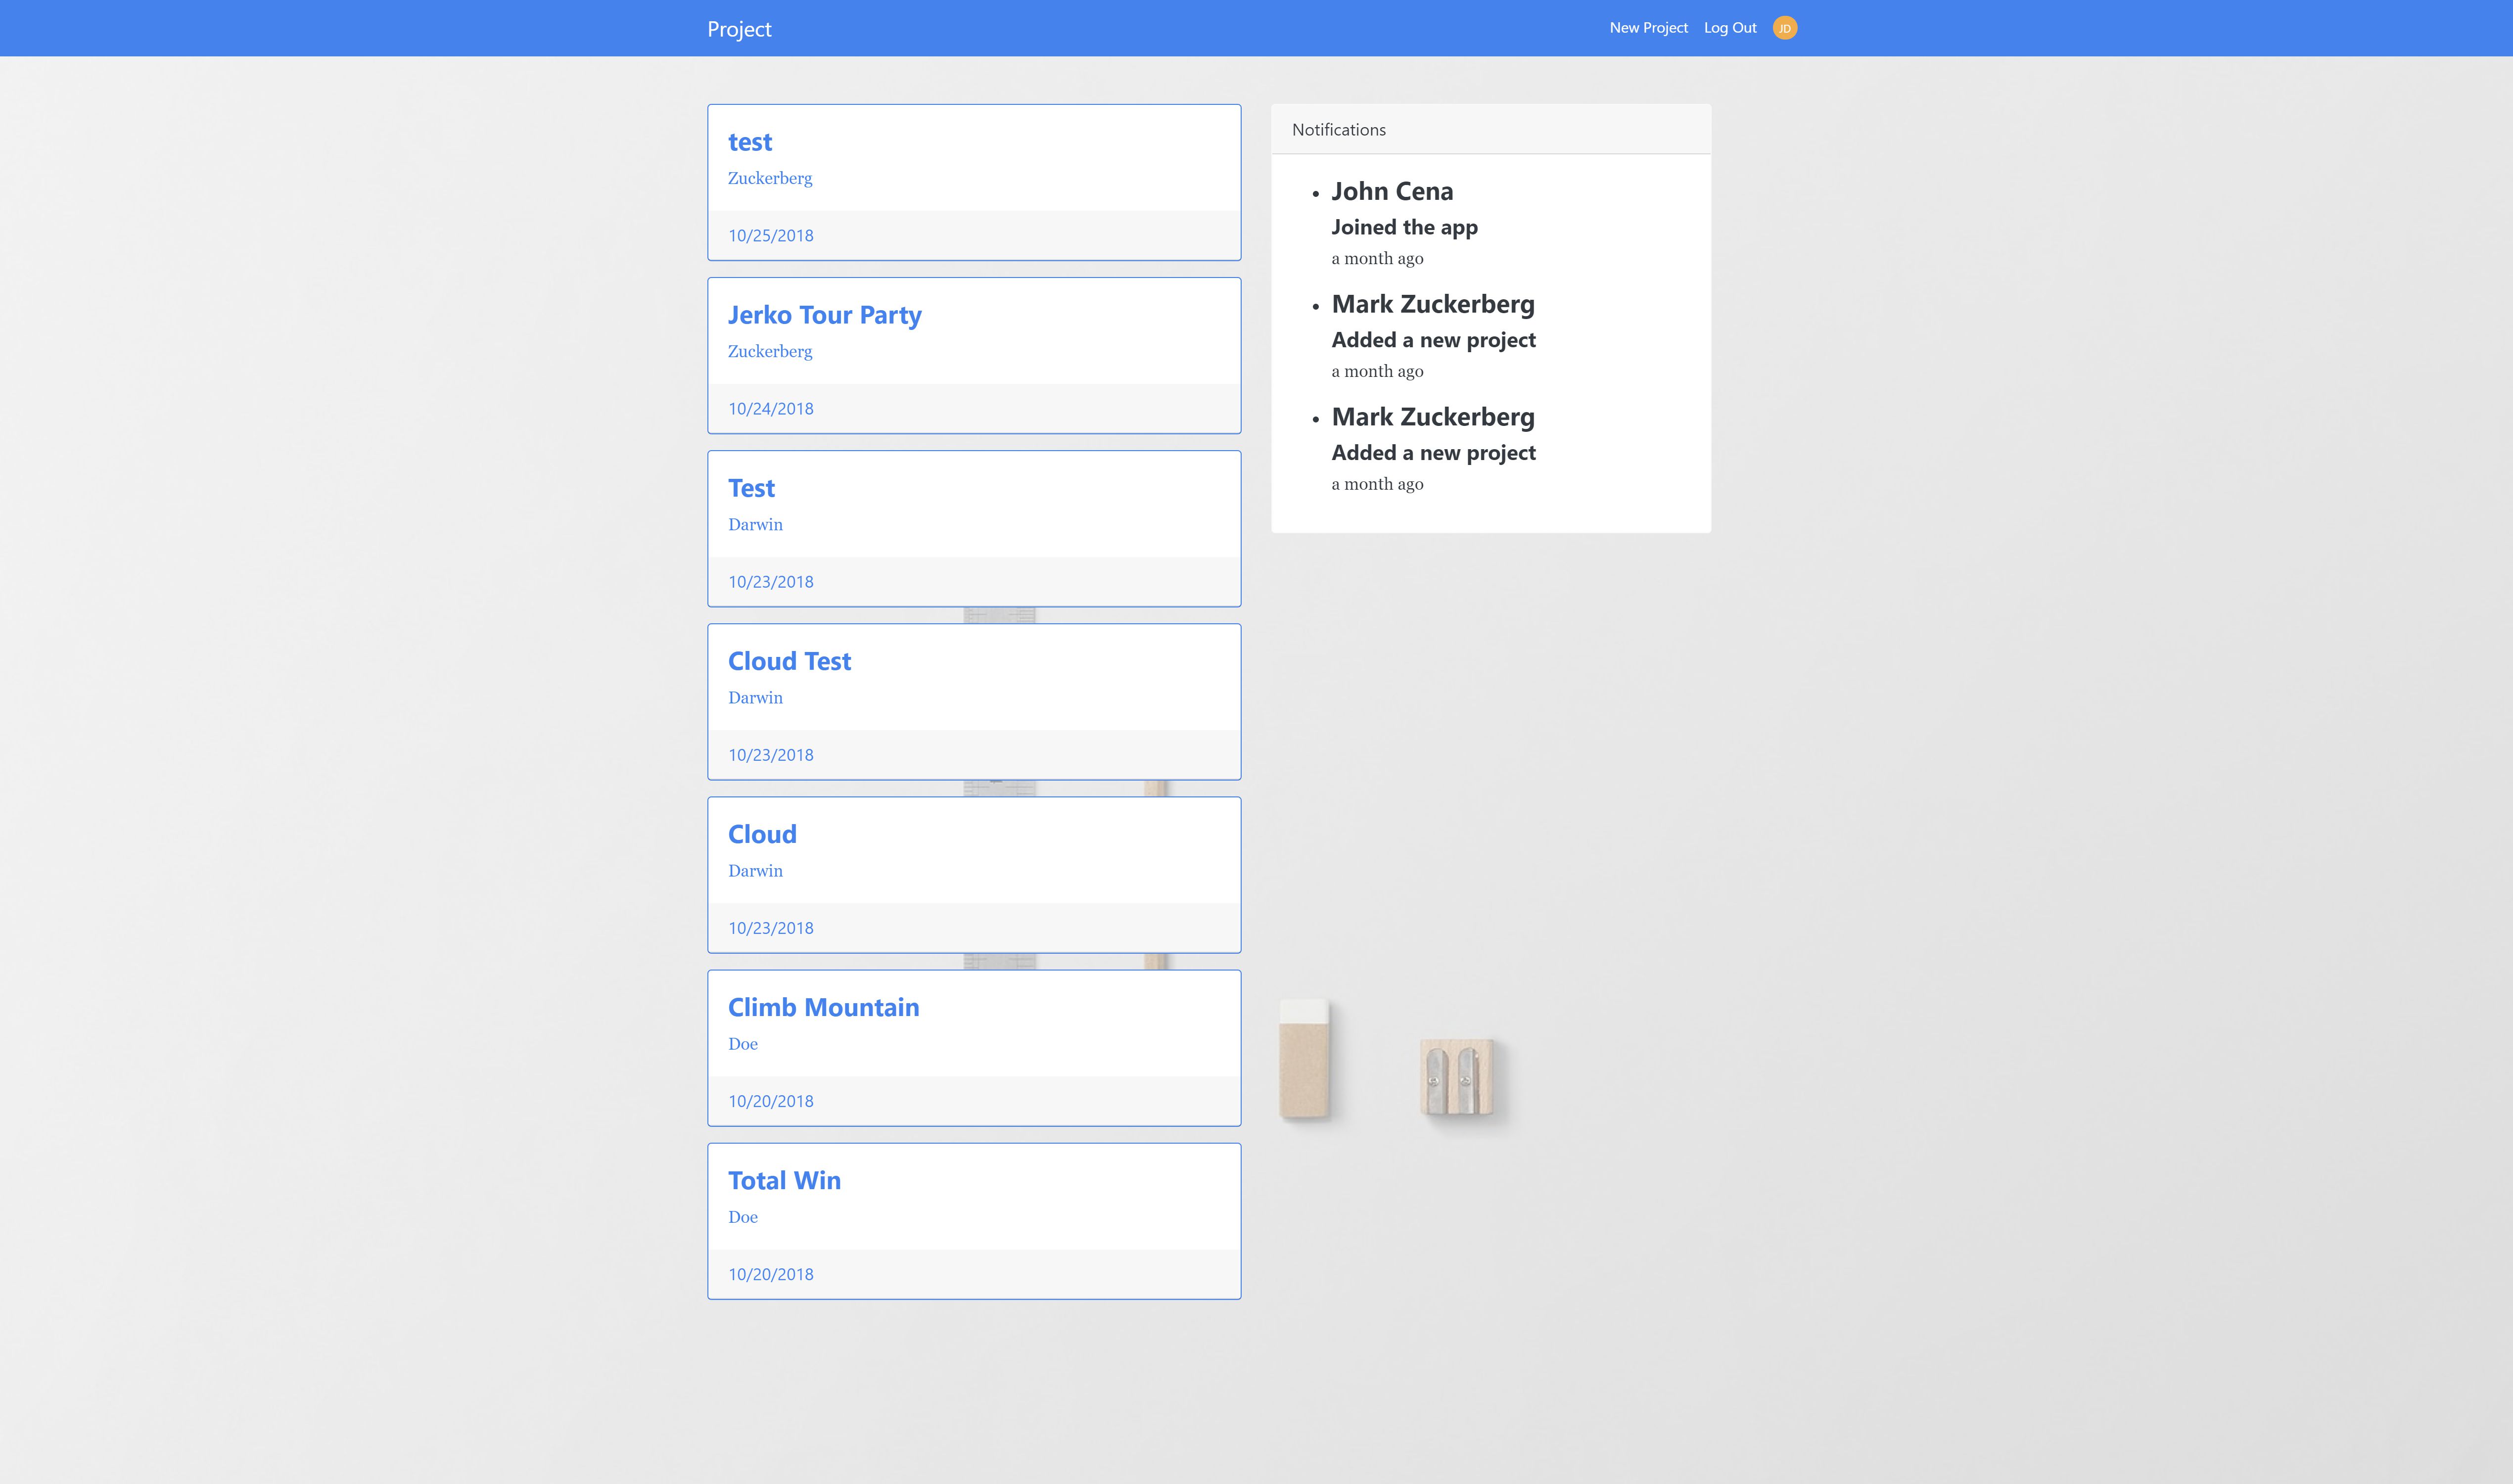 Project
New Project
Log Out
JD
test
Zuckerberg
10/25/2018
Jerko Tour Party
Zuckerberg
10/24/2018
Test
Darwin
10/23/2018
Cloud Test
Darwin
10/23/2018
Cloud
Darwin
10/23/2018
Climb Mountain
Doe
10/20/2018
Total Win
Doe
10/20/2018
Notifications
John Cena
Joined the app
a month ago
Mark Zuckerberg
Added a new project
a month ago
Mark Zuckerberg
Added a new project
a month ago